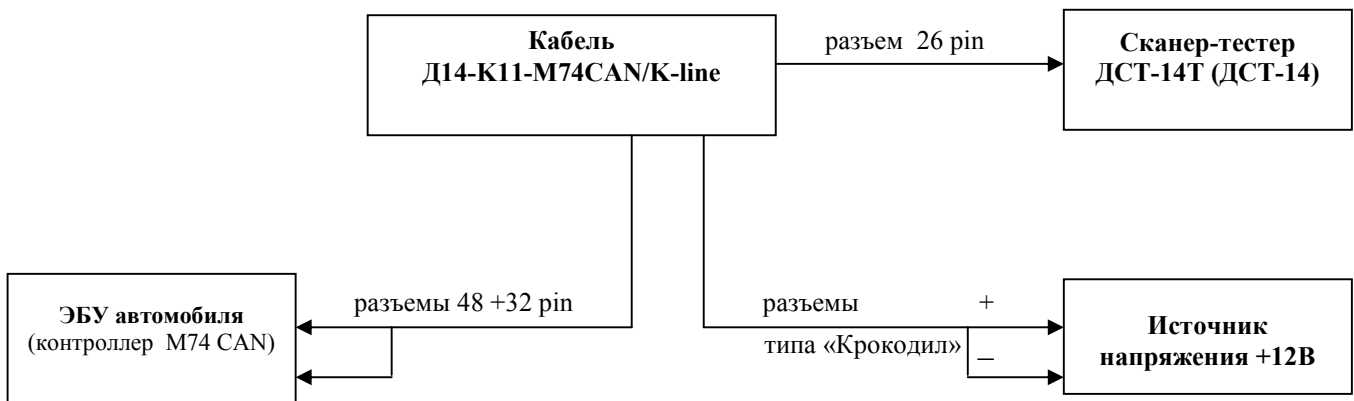 Кабель
Д14-К11-М74CAN/K-line
разъем 26 pin
Сканер-тестер
ДСТ-14Т (ДСТ-14)
ЭБУ автомобиля
(контроллер М74 CAN)
разъемы 48 +32 pin
разъемы +
типа «Крокодил» –
Источник
напряжения +12В